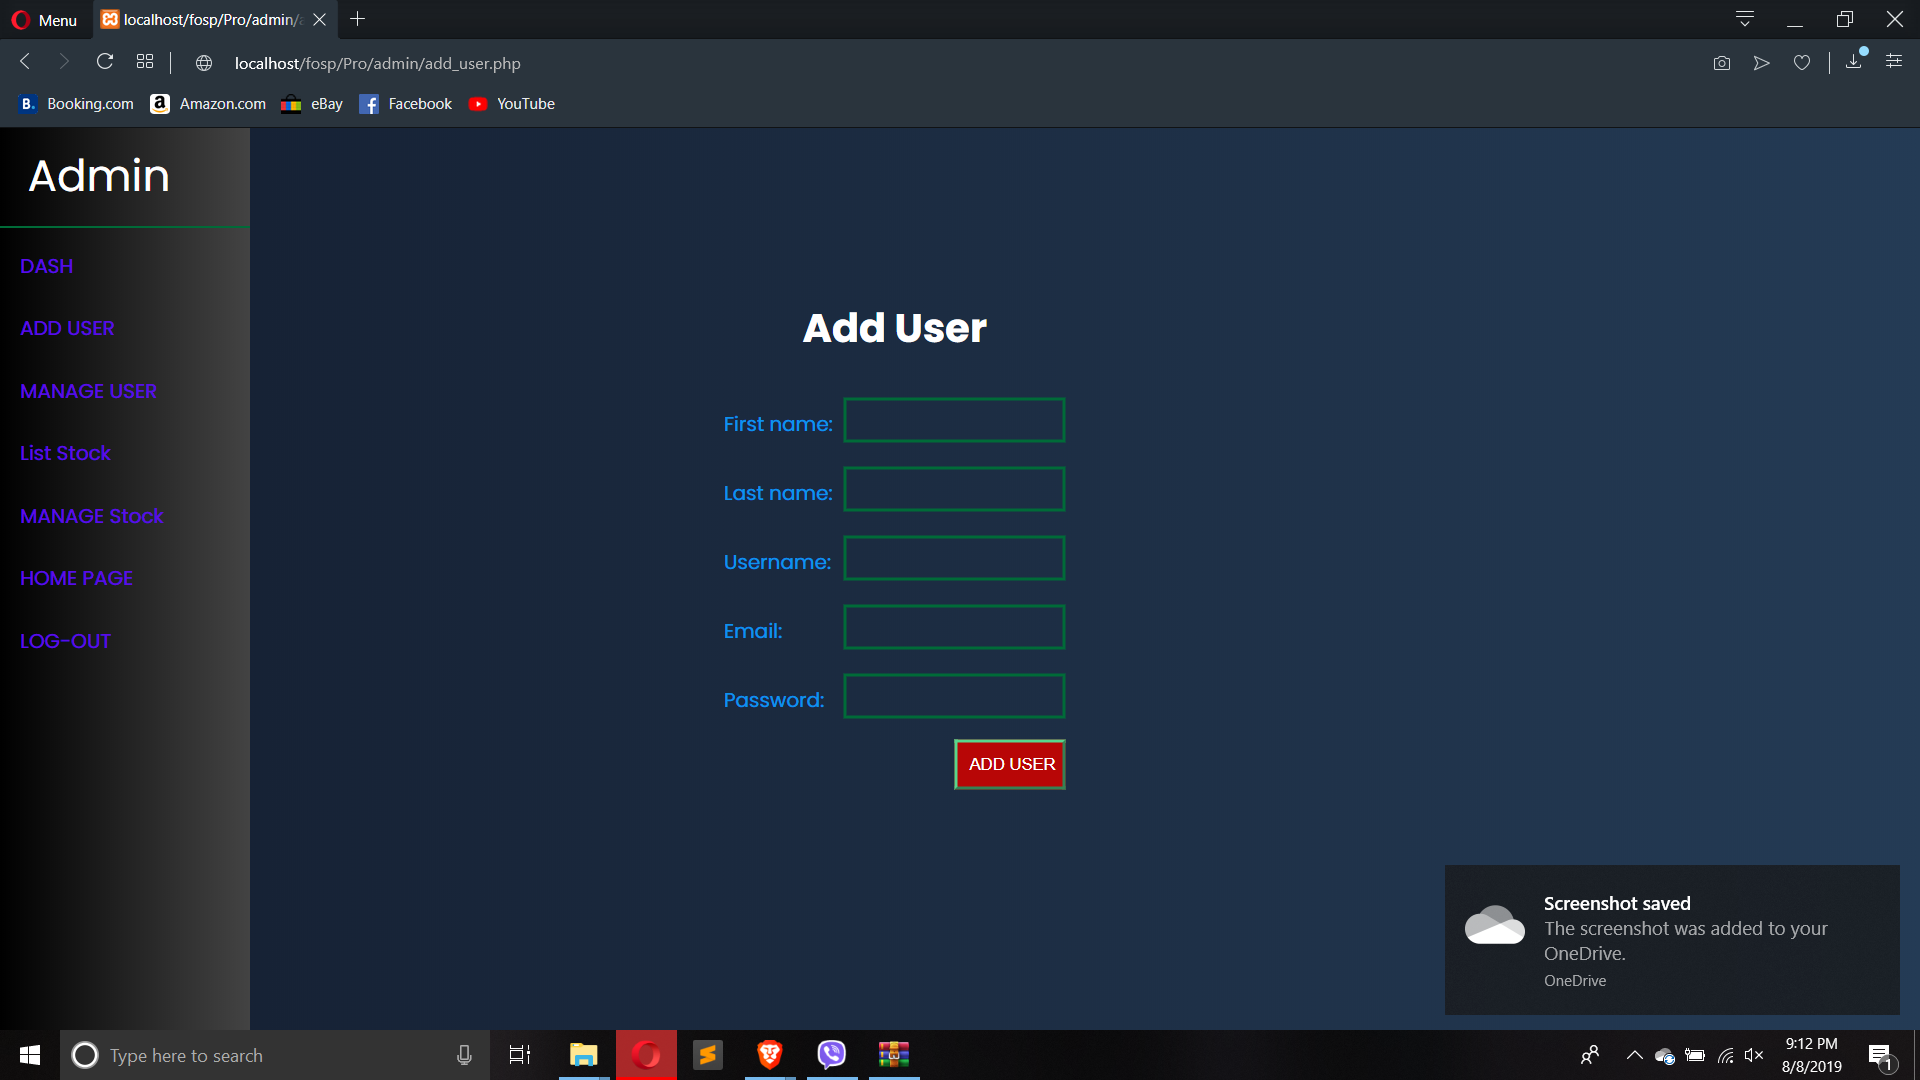 Menu
localhost/fosp/Pro/admin/
localhost/fosp/Pro/admin/add_user.php
B. Booking.com
a Amazon.com
eBay
f Facebook
YouTube
Admin
DASH
ADD USER
MANAGE USER
List Stock
MANAGE Stock
HOME PAGE
LOG-OUT
Add User
First name:
Last name:
Username:
Email:
Password:
ADD USER
Screenshot saved
The screenshot was added to your
OneDrive.
OneDrive
Type here to search
9:12 PM
8/8/2019
1